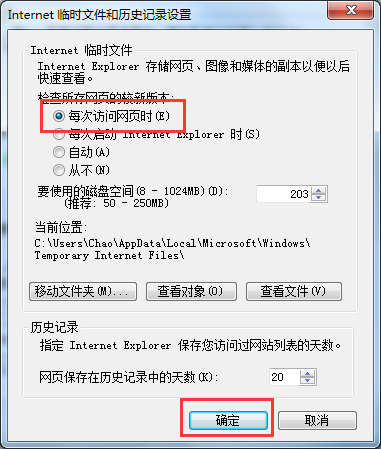 Internet 临时文件和历史记录设置
Internet 临时文件
Internet Explorer 存储网页、图像和媒体的副本以便以后
快速查看。
检查所存网页的较新版本:
每次访问网页时(E)
每次启动 Internet Explorer 时(S)
自动(A)
从不(N)
要使用的磁盘空间(8 - 1024MB)(D): 203
(推荐: 50 - 250MB)
当前位置:
C:\Users\Chao\AppData\Local\Microsoft\Windows\
Temporary Internet Files\
移动文件夹(M)... 查看对象(O) 查看文件(V)
历史记录
指定 Internet Explorer 保存您访问过网站列表的天数。
网页保存在历史记录中的天数(K): 20
确定 取消